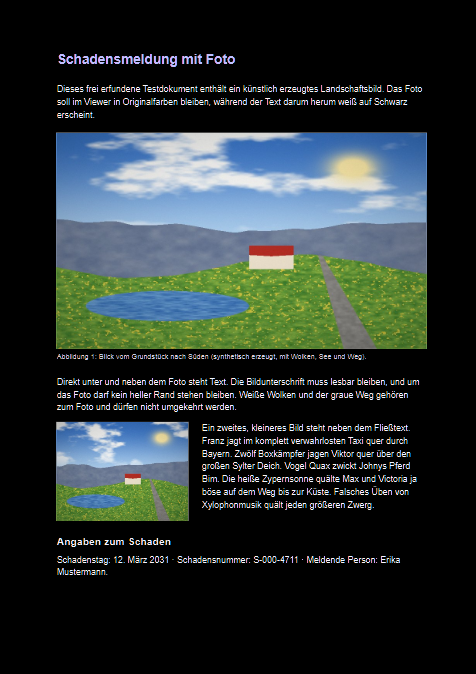 Schadensmeldung mit Foto
Dieses frei erfundene Testdokument enthält ein künstlich erzeugtes Landschaftsbild. Das Foto
soll im Viewer in Originalfarben bleiben, während der Text darum herum weiß auf Schwarz
erscheint.
Abbildung 1: Blick vom Grundstück nach Süden (synthetisch erzeugt, mit Wolken, See und Weg).
Direkt unter und neben dem Foto steht Text. Die Bildunterschrift muss lesbar bleiben, und um
das Foto darf kein heller Rand stehen bleiben. Weiße Wolken und der graue Weg gehören
zum Foto und dürfen nicht umgekehrt werden.
Ein zweites, kleineres Bild steht neben dem Fließtext.
Franz jagt im komplett verwahrlosten Taxi quer durch
Bayern. Zwölf Boxkämpfer jagen Viktor quer über den
großen Sylter Deich. Vogel Quax zwickt Johnys Pferd
Bim. Die heiße Zypernsonne quälte Max und Victoria ja
böse auf dem Weg bis zur Küste. Falsches Üben von
Xylophonmusik quält jeden größeren Zwerg.
Angaben zum Schaden
Schadenstag: 12. März 2031 · Schadensnummer: S-000-4711 · Meldende Person: Erika
Mustermann.